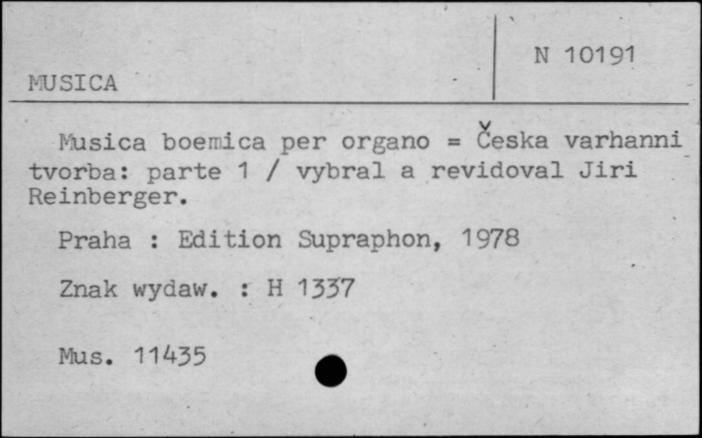 N 10191
MUSICA
Musica boemica per organo = Česka varhanni
tvorba: parte 1 / vybral a revidoval Jiri
Reinberger.
Praha : Edition Supraphon, 1978
Znak wydaw. : H 1337
Mus. 11435